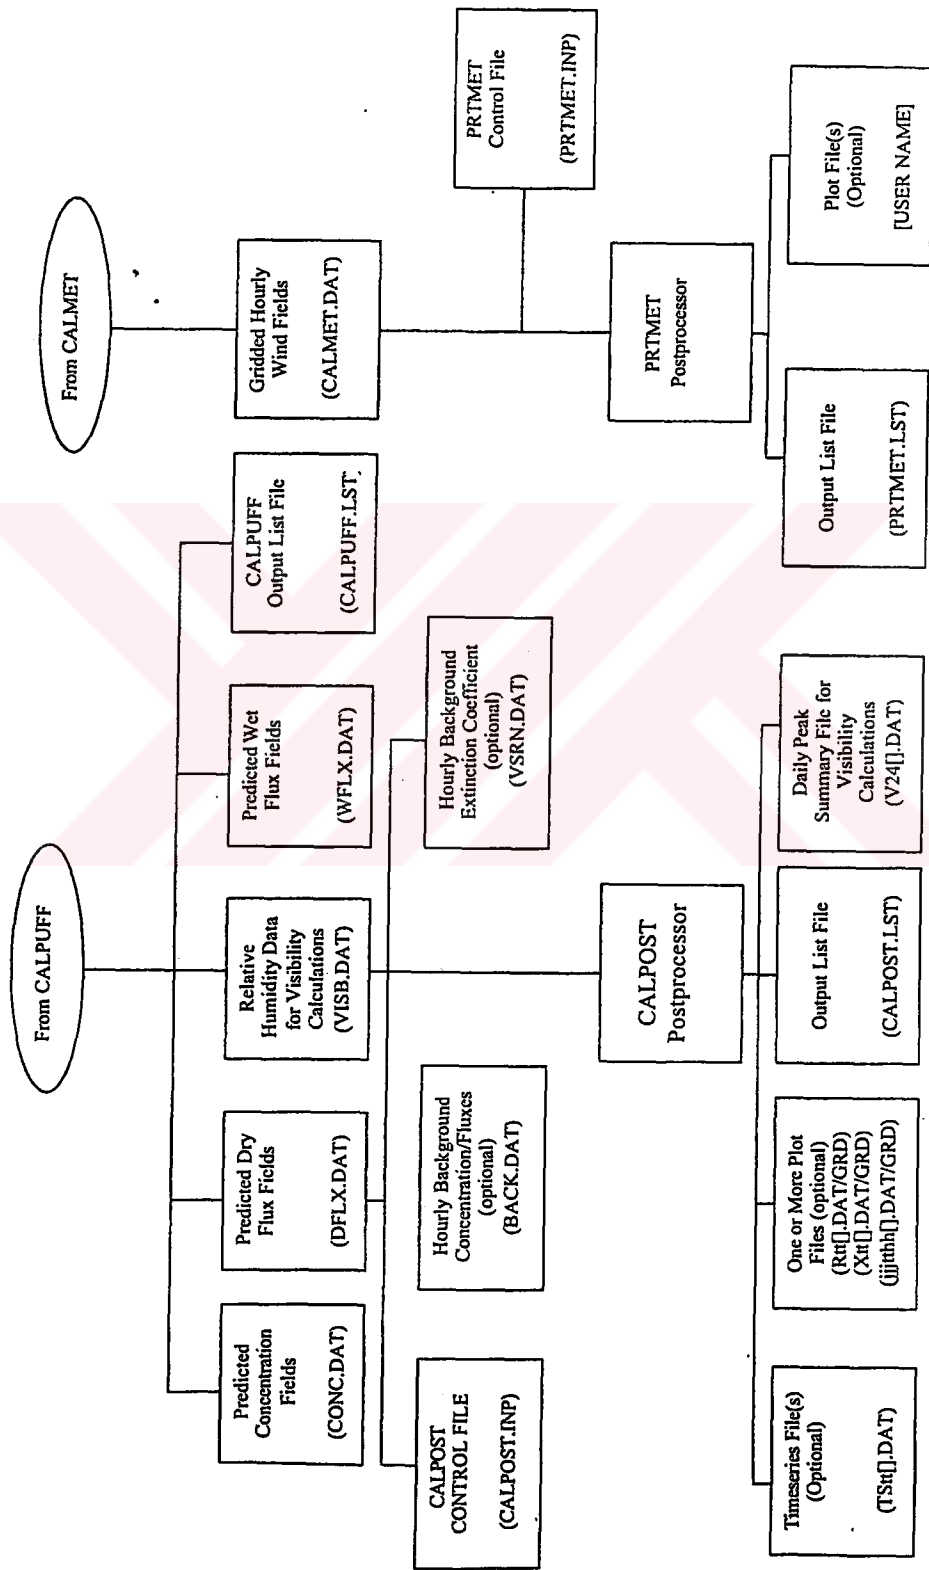 From CALPUFF
From CALMET
Predicted
Concentration
Fields
(CONC.DAT)
Predicted Dry
Flux Fields
(DFLX.DAT)
Relative
Humidity Data
for Visibility
Calculations
(VISB.DAT)
Predicted Wet
Flux Fields
(WFLX.DAT)
CALPUFF
Output List File
(CALPUFF.LST)
Gridded Hourly
Wind Fields
(CALMET.DAT)
CALPOST
CONTROL FILE
(CALPOST.INP)
Hourly Background
Concentration/Fluxes
(optional)
(BACK.DAT)
Hourly Background
Extinction Coefficient
(optional)
(VSRN.DAT)
PRTMET
Control File
(PRTMET.INP)
CALPOST
Postprocessor
PRTMET
Postprocessor
Timeseries File(s)
(Optional)
(TStt[].DAT)
One or More Plot
Files (optional)
(Rtt[].DAT/GRD)
(Xtt[].DAT/GRD)
(jjjtthh[].DAT/GRD)
Output List File
(CALPOST.LST)
Daily Peak
Summary File for
Visibility
Calculations
(V24[].DAT)
Output List File
(PRTMET.LST)
Plot File(s)
(Optional)
[USER NAME]